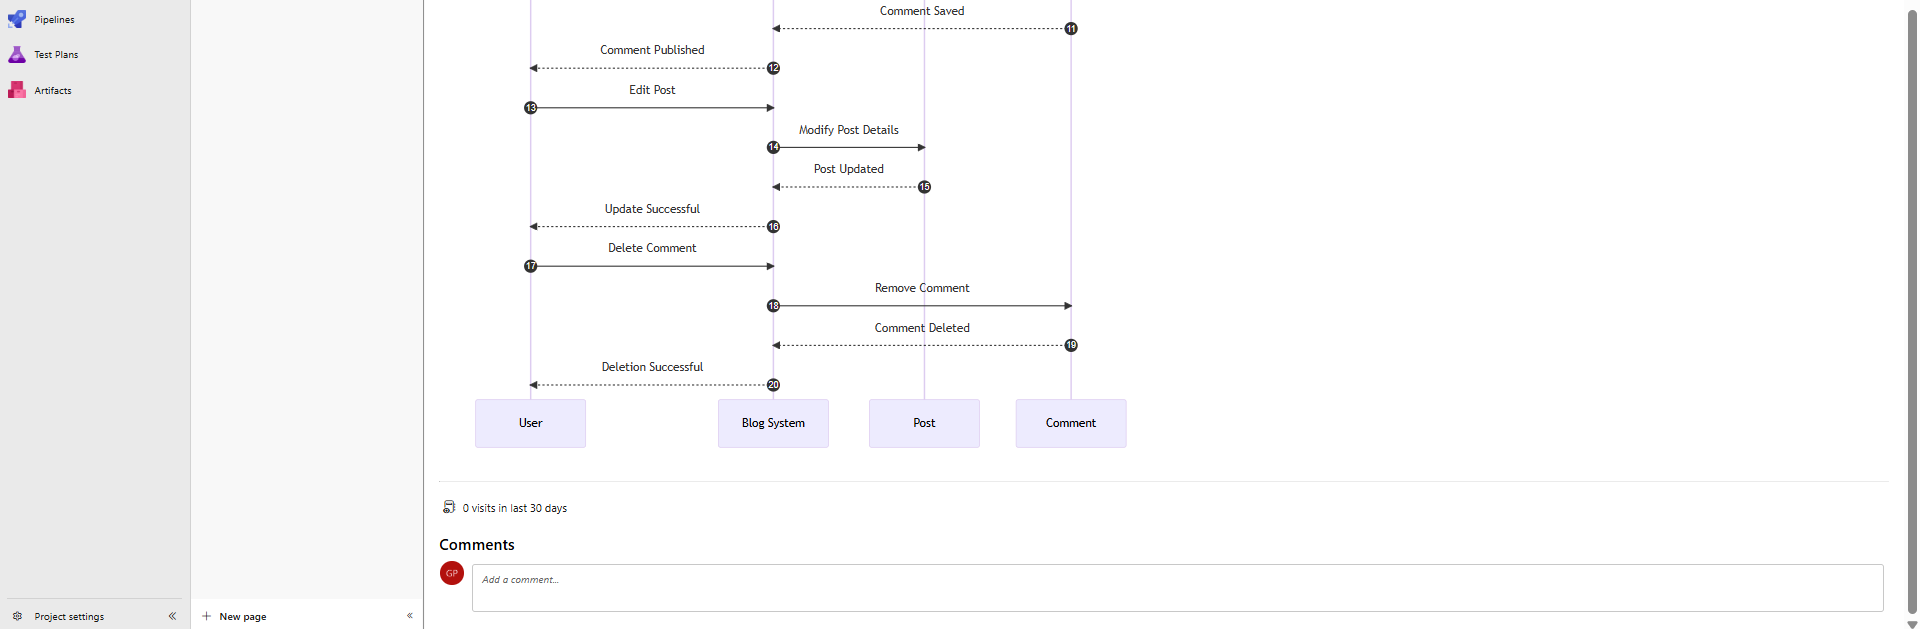 Pipelines
Test Plans
Artifacts
Project settings
New page
Comment Saved
11
Comment Published
12
Edit Post
13
Modify Post Details
14
Post Updated
15
Update Successful
16
Delete Comment
17
Remove Comment
18
Comment Deleted
19
Deletion Successful
20
User Blog System Post Comment
0 visits in last 30 days
Comments
GP
Add a comment...